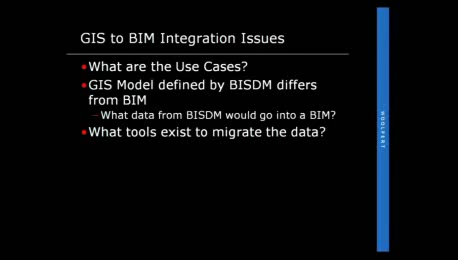 GIS to BIM Integration Issues
What are the Use Cases?
GIS Model defined by BISDM differs
from BIM
– What data from BISDM would go into a BIM?
What tools exist to migrate the data?
WOOLPERT